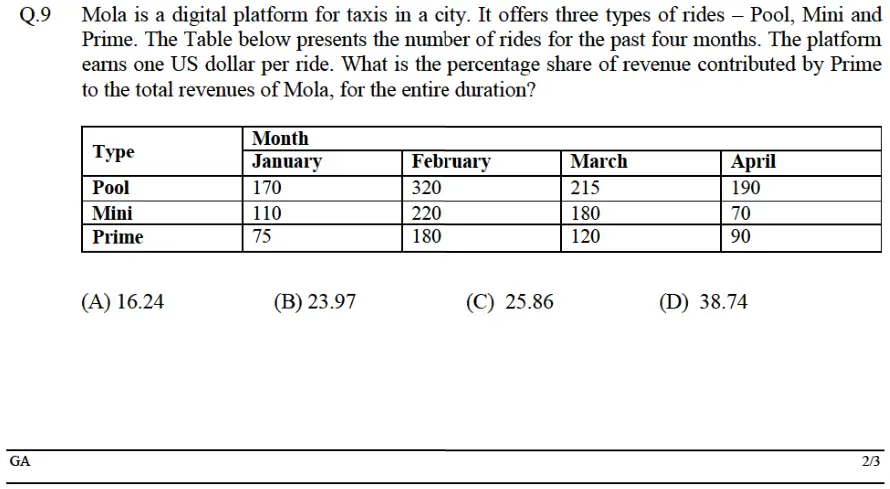 Q.9 Mola is a digital platform for taxis in a city. It offers three types of rides – Pool, Mini and
Prime. The Table below presents the number of rides for the past four months. The platform
earns one US dollar per ride. What is the percentage share of revenue contributed by Prime
to the total revenues of Mola, for the entire duration?
Type Month
January February March April
Pool 170 320 215 190
Mini 110 220 180 70
Prime 75 180 120 90
(A) 16.24 (B) 23.97 (C) 25.86 (D) 38.74
GA 2/3